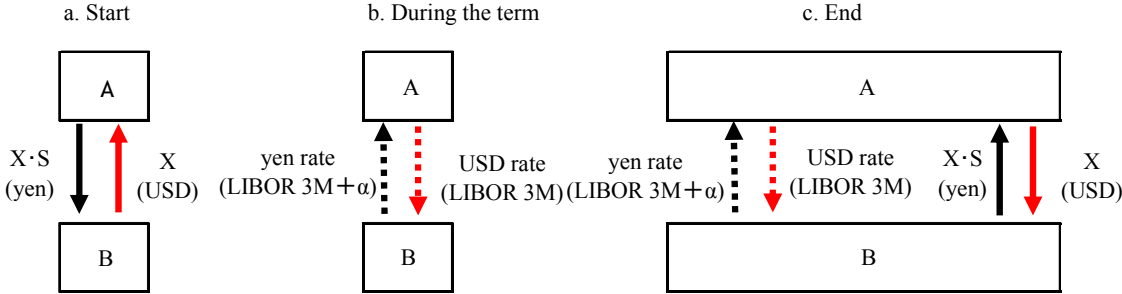 a. Start
b. During the term
c. End
A
A
A
X･S
(yen)
X
(USD)
yen rate
(LIBOR 3M＋α)
USD rate
(LIBOR 3M)
yen rate
(LIBOR 3M＋α)
USD rate
(LIBOR 3M)
X･S
(yen)
X
(USD)
B
B
B